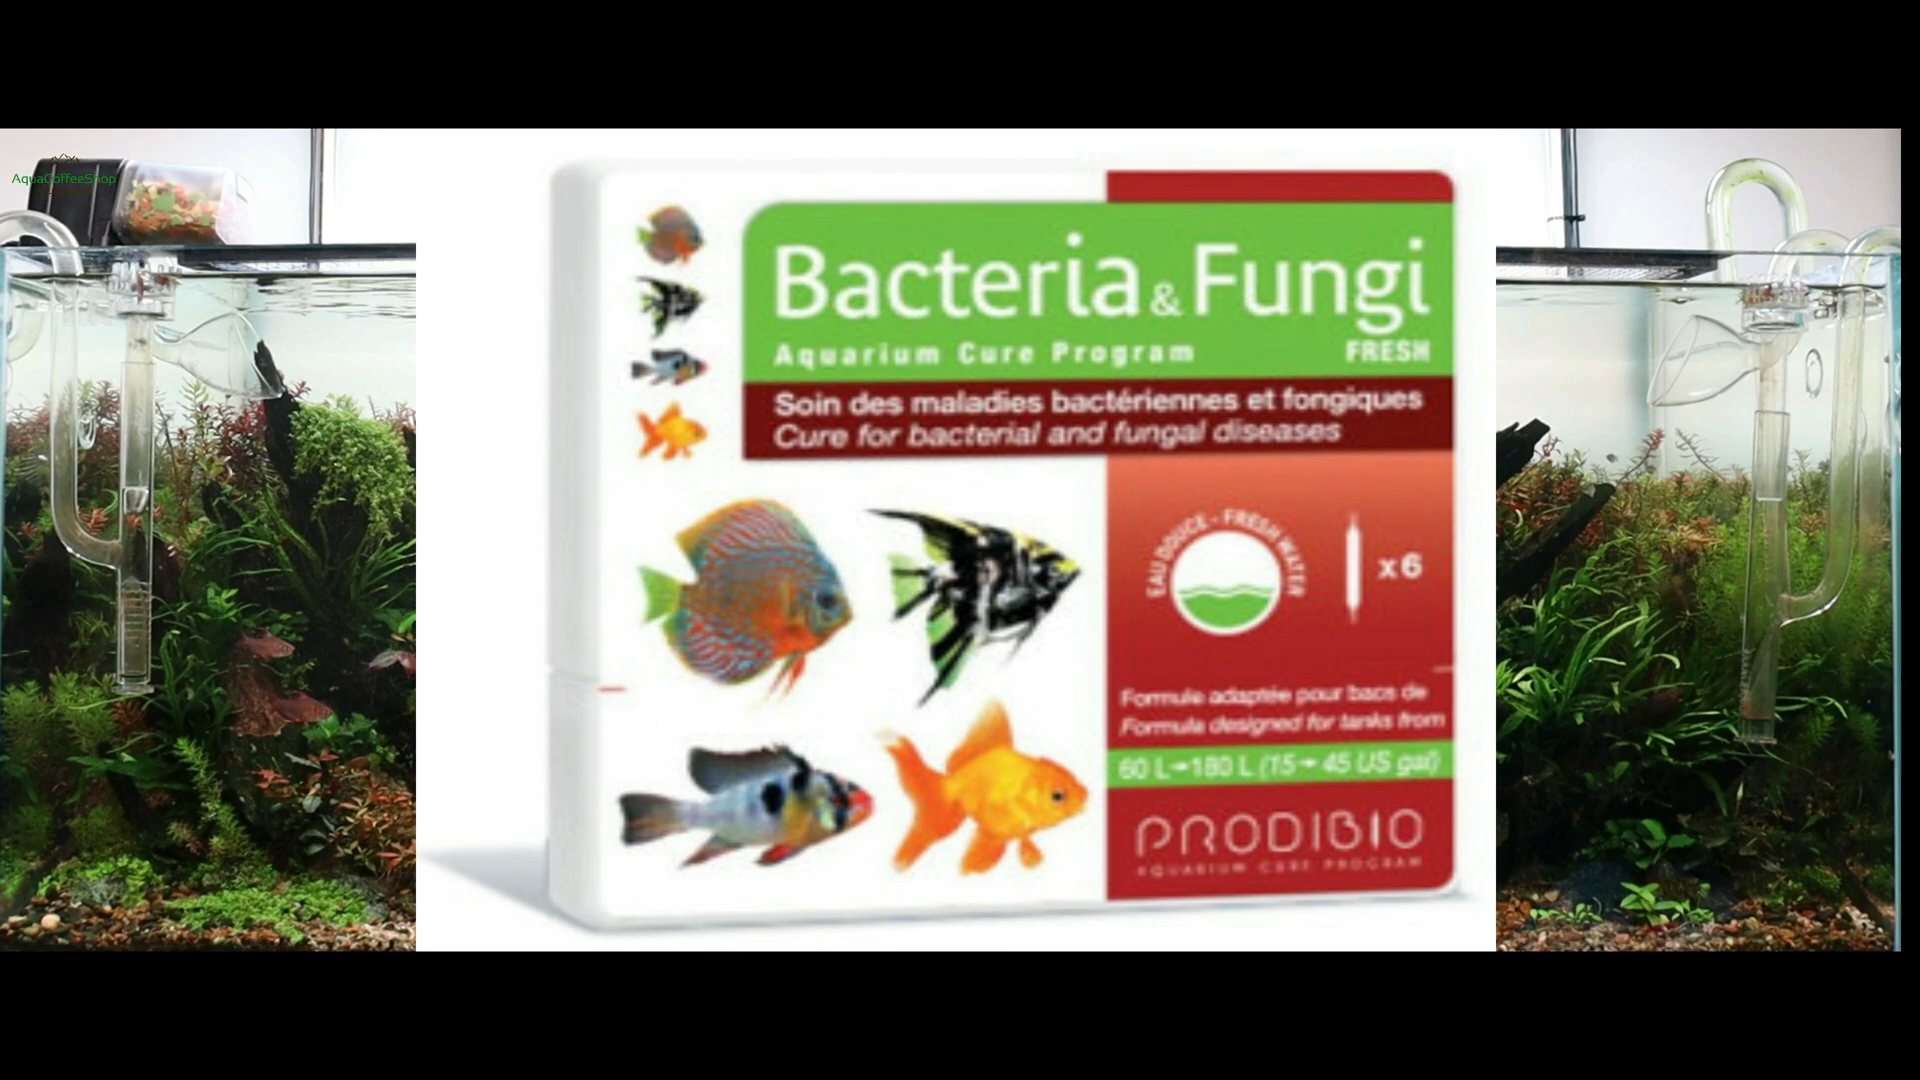 AquaCoffeeShop
Bacteria & Fungi
Aquarium Cure Program FRESH
Soin des maladies bactériennes et fongiques
Cure for bacterial and fungal diseases
EAU DOUCE - FRESH WATER
x6
Formule adaptée pour bacs de
Formula designed for tanks from
60 L→180 L (15→45 US gal)
PRODIBIO
AQUARIUM CURE PROGRAM